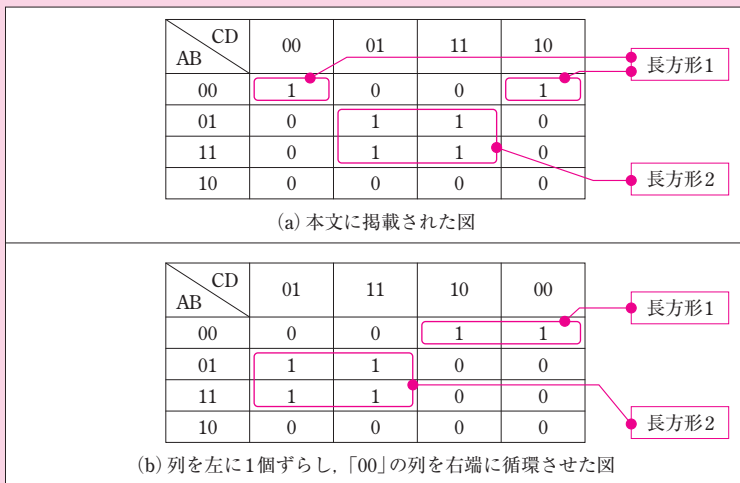 CD
AB
00 01 11 10
00 1 0 0 1
01 0 1 1 0
11 0 1 1 0
10 0 0 0 0
長方形1
長方形2
(a) 本文に掲載された図
CD
AB
01 11 10 00
00 0 0 1 1
01 1 1 0 0
11 1 1 0 0
10 0 0 0 0
長方形1
長方形2
(b) 列を左に1個ずらし,「00」の列を右端に循環させた図